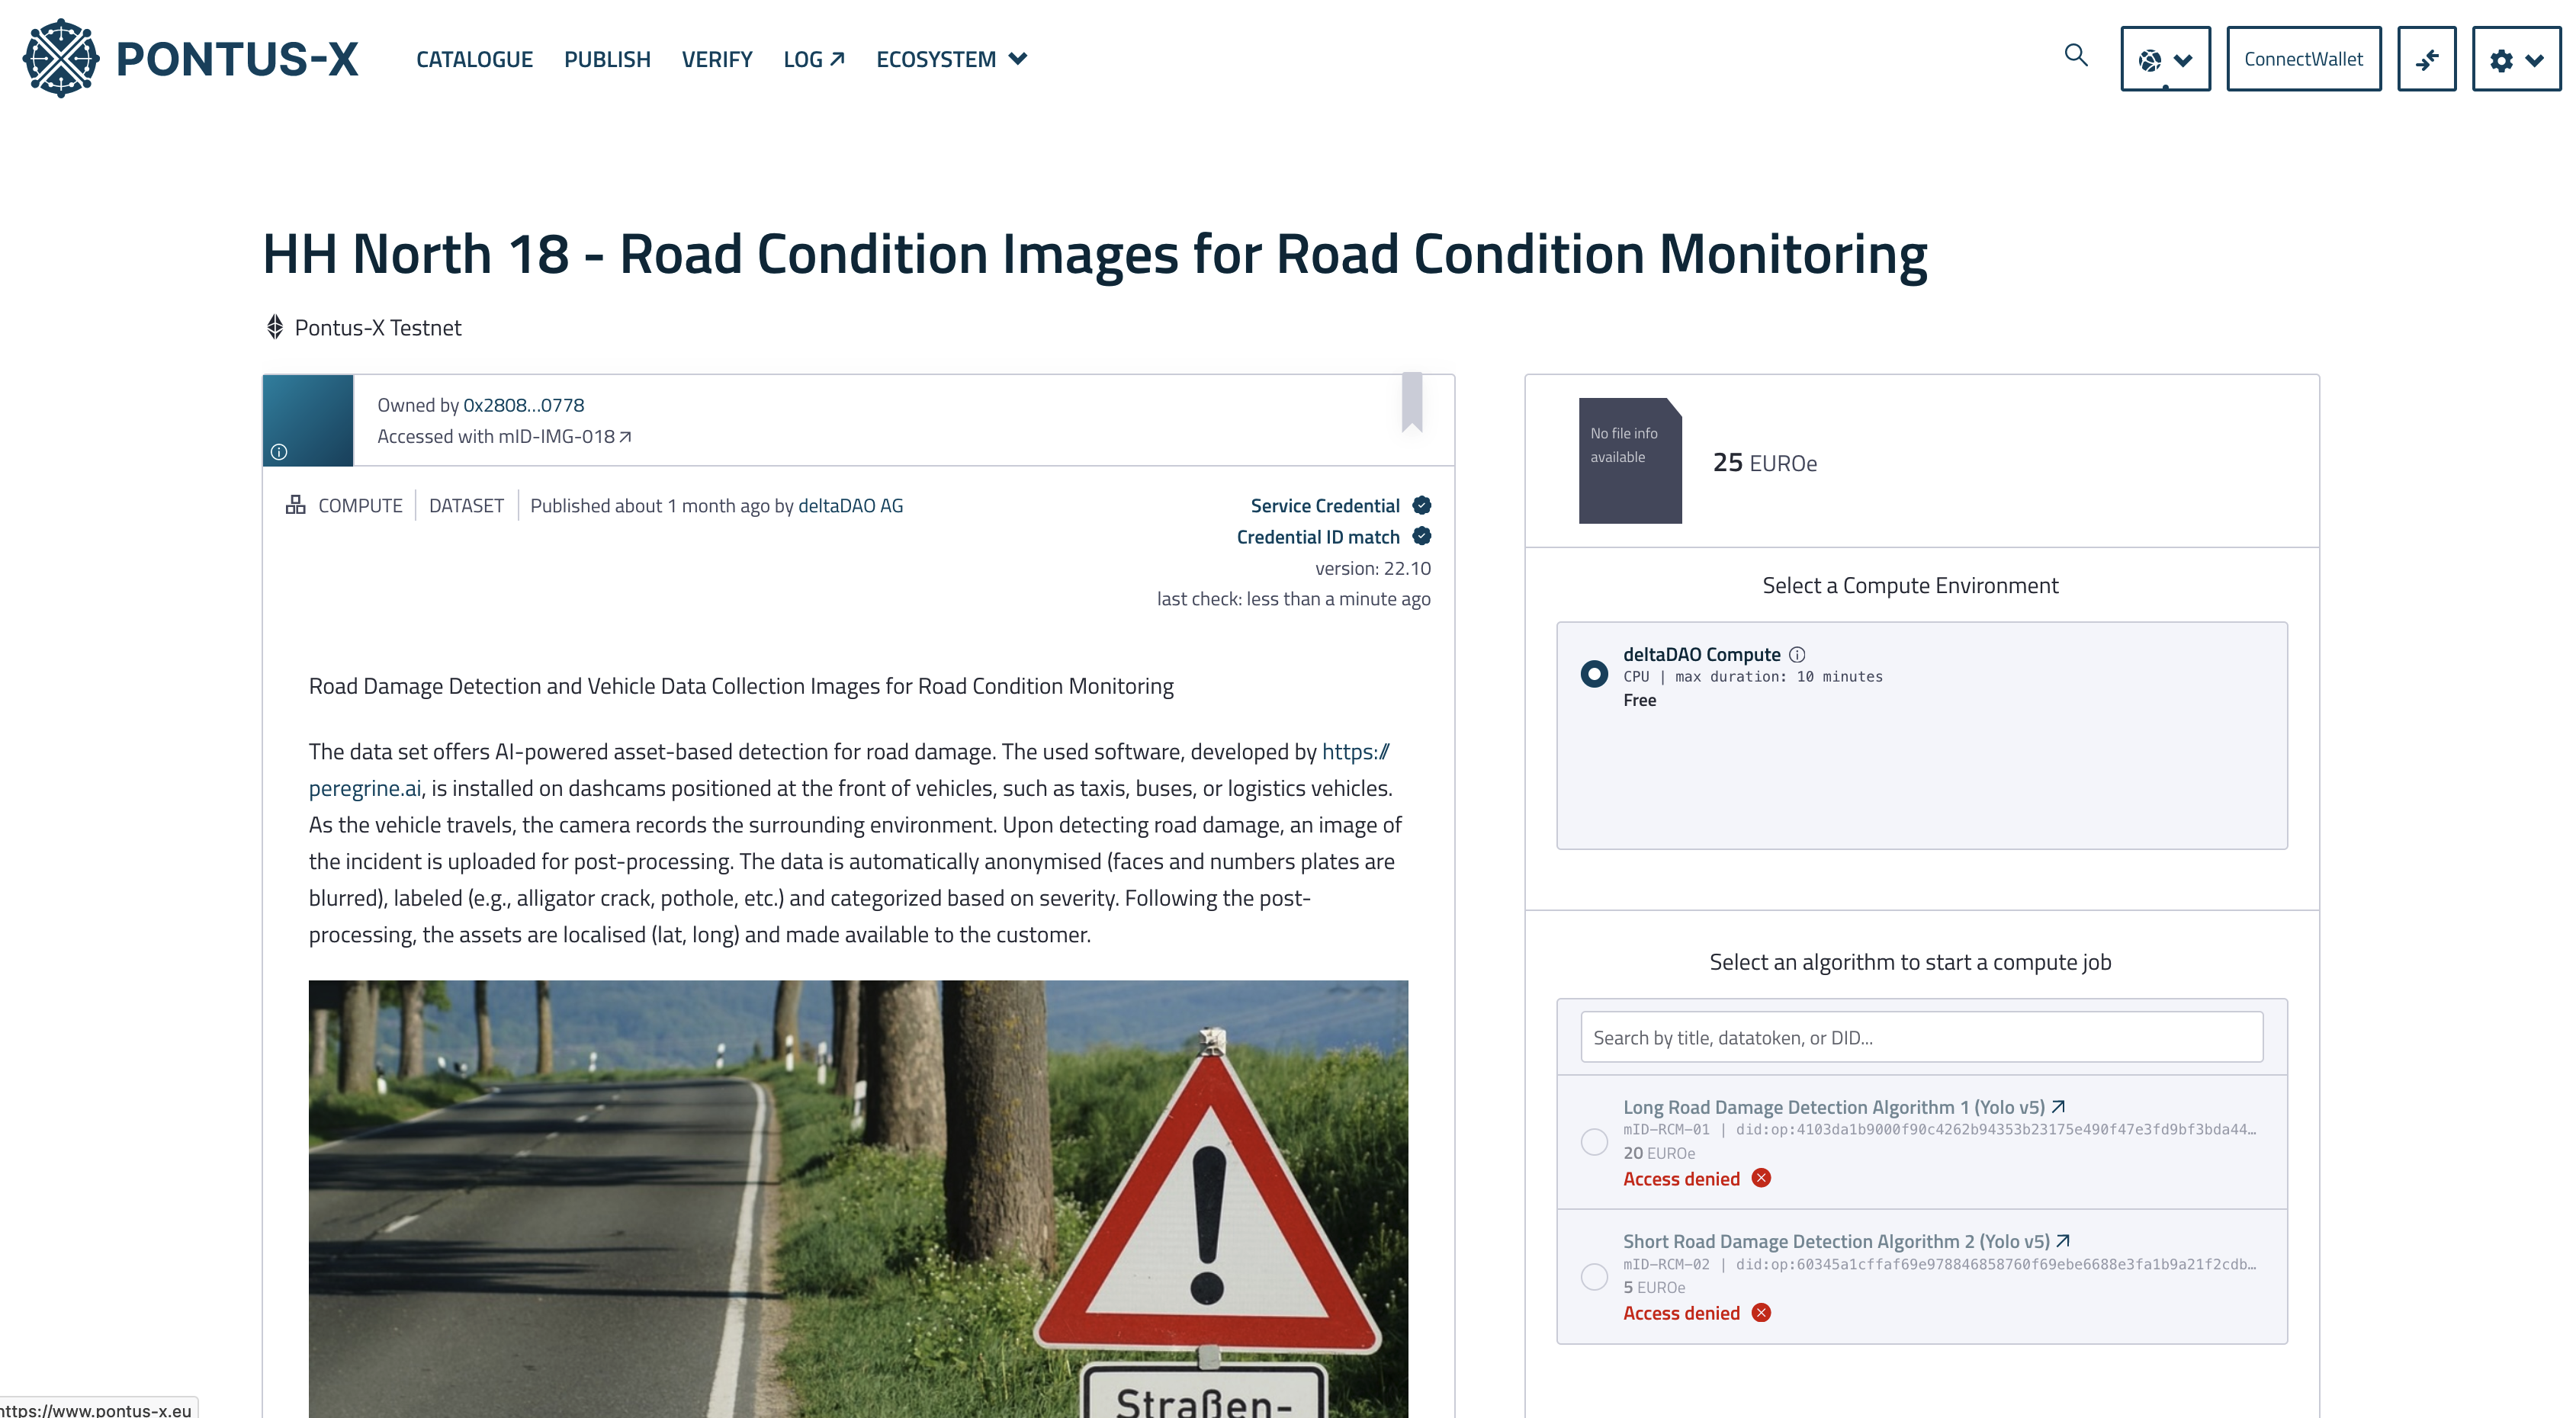 PONTUS-X
CATALOGUE
PUBLISH
VERIFY
LOG
ECOSYSTEM
ConnectWallet
HH North 18 - Road Condition Images for Road Condition Monitoring
Pontus-X Testnet
Owned by 0x2808...0778
Accessed with mID-IMG-018
COMPUTE
DATASET
Published about 1 month ago by deltaDAO AG
Service Credential
Credential ID match
version: 22.10
last check: less than a minute ago
Road Damage Detection and Vehicle Data Collection Images for Road Condition Monitoring
The data set offers AI-powered asset-based detection for road damage. The used software, developed by https://
peregrine.ai, is installed on dashcams positioned at the front of vehicles, such as taxis, buses, or logistics vehicles.
As the vehicle travels, the camera records the surrounding environment. Upon detecting road damage, an image of
the incident is uploaded for post-processing. The data is automatically anonymised (faces and numbers plates are
blurred), labeled (e.g., alligator crack, pothole, etc.) and categorized based on severity. Following the post-
processing, the assets are localised (lat, long) and made available to the customer.
Straßen-
https://www.pontus-x.eu
No file info
available
25 EUROe
Select a Compute Environment
deltaDAO Compute
CPU | max duration: 10 minutes
Free
Select an algorithm to start a compute job
Search by title, datatoken, or DID...
Long Road Damage Detection Algorithm 1 (Yolo v5)
mID-RCM-01 | did:op:4103da1b9000f90c4262b94353b23175e490f47e3fd9bf3bda44…
20 EUROe
Access denied
Short Road Damage Detection Algorithm 2 (Yolo v5)
mID-RCM-02 | did:op:60345a1cffaf69e978846858760f69ebe6688e3fa1b9a21f2cdb…
5 EUROe
Access denied